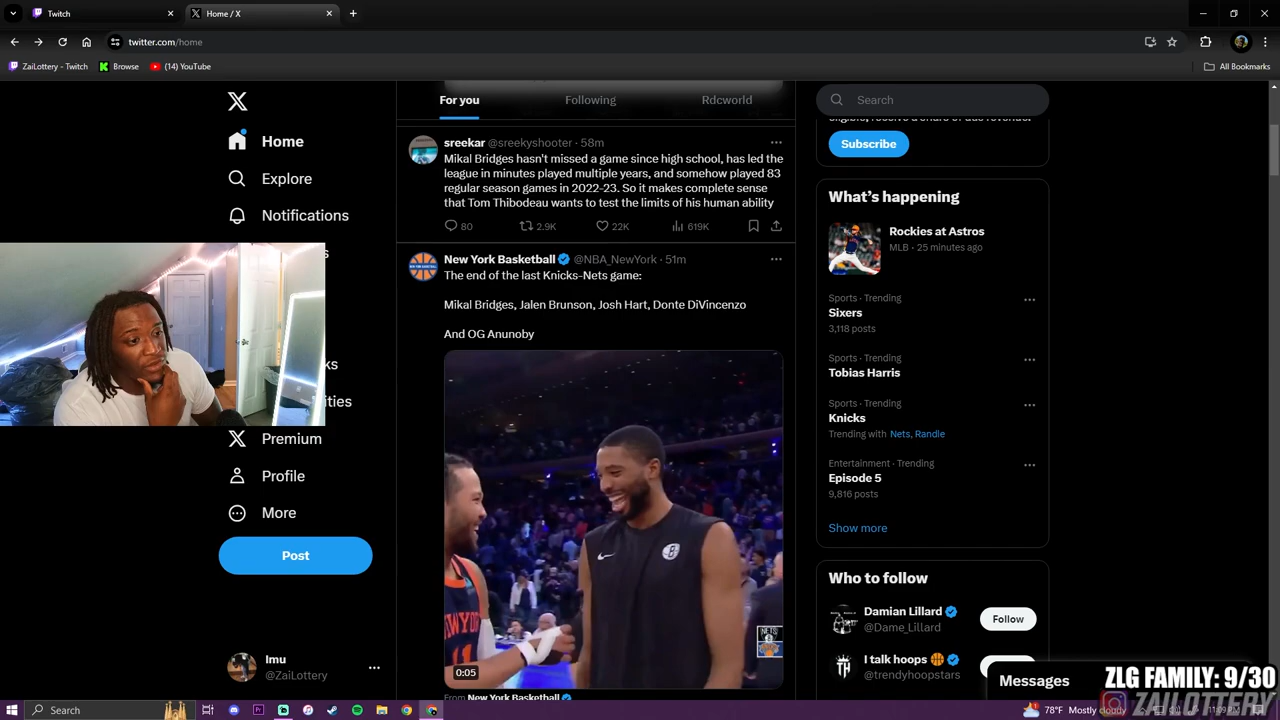 Twitch
Home / X
twitter.com/home
ZaiLottery - Twitch
Browse
(14) YouTube
All Bookmarks
For you
Following
Rdcworld
Search
Subscribe
Home
Explore
Notifications
Premium
Profile
More
Post
Imu
@ZaiLottery
sreekar @sreekyshooter · 58m
Mikal Bridges hasn't missed a game since high school, has led the
league in minutes played multiple years, and somehow played 83
regular season games in 2022-23. So it makes complete sense
that Tom Thibodeau wants to test the limits of his human ability
80
2.9K
22K
619K
New York Basketball @NBA_NewYork · 51m
The end of the last Knicks-Nets game:
Mikal Bridges, Jalen Brunson, Josh Hart, Donte DiVincenzo
And OG Anunoby
0:05
From New York Basketball
eligible, receive a share of ads revenue.
What's happening
Rockies at Astros
MLB · 25 minutes ago
Sports · Trending
Sixers
3,118 posts
Sports · Trending
Tobias Harris
Sports · Trending
Knicks
Trending with Nets, Randle
Entertainment · Trending
Episode 5
9,816 posts
Show more
Who to follow
Damian Lillard
@Dame_Lillard
Follow
I talk hoops
@trendyhoopstars
Messages
ZLG FAMILY: 9/30
ZAILOTTERY
Search
78°F Mostly cloudy